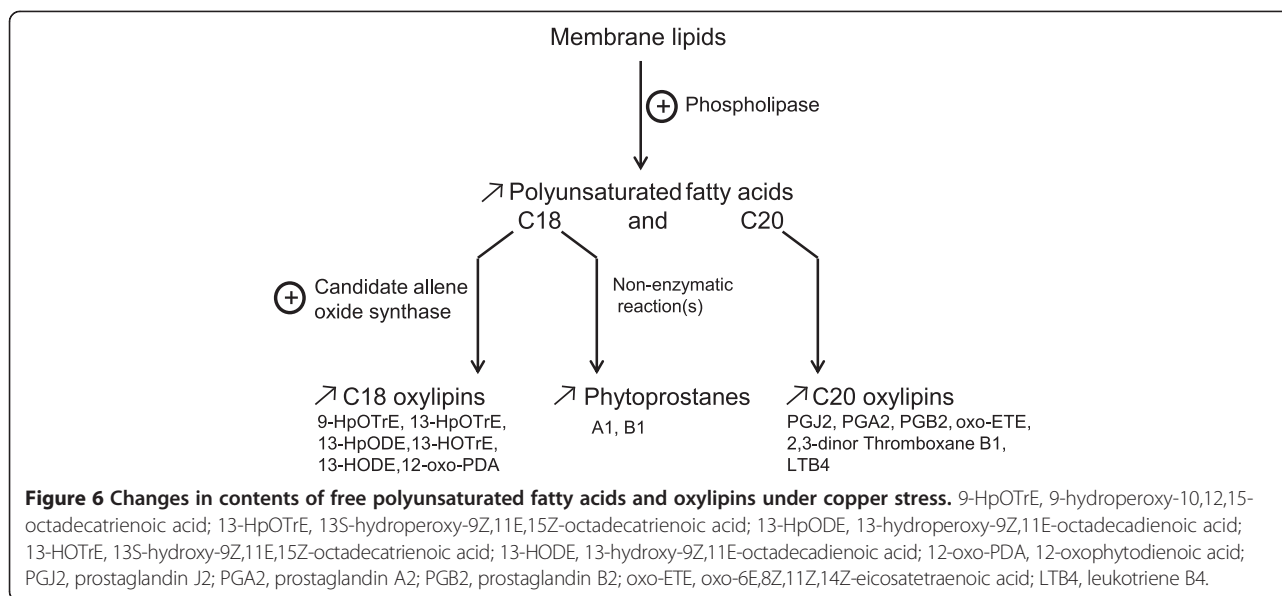 Membrane lipids
+ Phospholipase
↗ Polyunsaturated fatty acids
C18 and C20
+ Candidate allene
oxide synthase
Non-enzymatic
reaction(s)
↗ C18 oxylipins
9-HpOTrE, 13-HpOTrE,
13-HpODE,13-HOTrE,
13-HODE,12-oxo-PDA
↗ Phytoprostanes
A1, B1
↗ C20 oxylipins
PGJ2, PGA2, PGB2, oxo-ETE,
2,3-dinor Thromboxane B1,
LTB4
Figure 6 Changes in contents of free polyunsaturated fatty acids and oxylipins under copper stress. 9-HpOTrE, 9-hydroperoxy-10,12,15-
octadecatrienoic acid; 13-HpOTrE, 13S-hydroperoxy-9Z,11E,15Z-octadecatrienoic acid; 13-HpODE, 13-hydroperoxy-9Z,11E-octadecadienoic acid;
13-HOTrE, 13S-hydroxy-9Z,11E,15Z-octadecatrienoic acid; 13-HODE, 13-hydroxy-9Z,11E-octadecadienoic acid; 12-oxo-PDA, 12-oxophytodienoic acid;
PGJ2, prostaglandin J2; PGA2, prostaglandin A2; PGB2, prostaglandin B2; oxo-ETE, oxo-6E,8Z,11Z,14Z-eicosatetraenoic acid; LTB4, leukotriene B4.